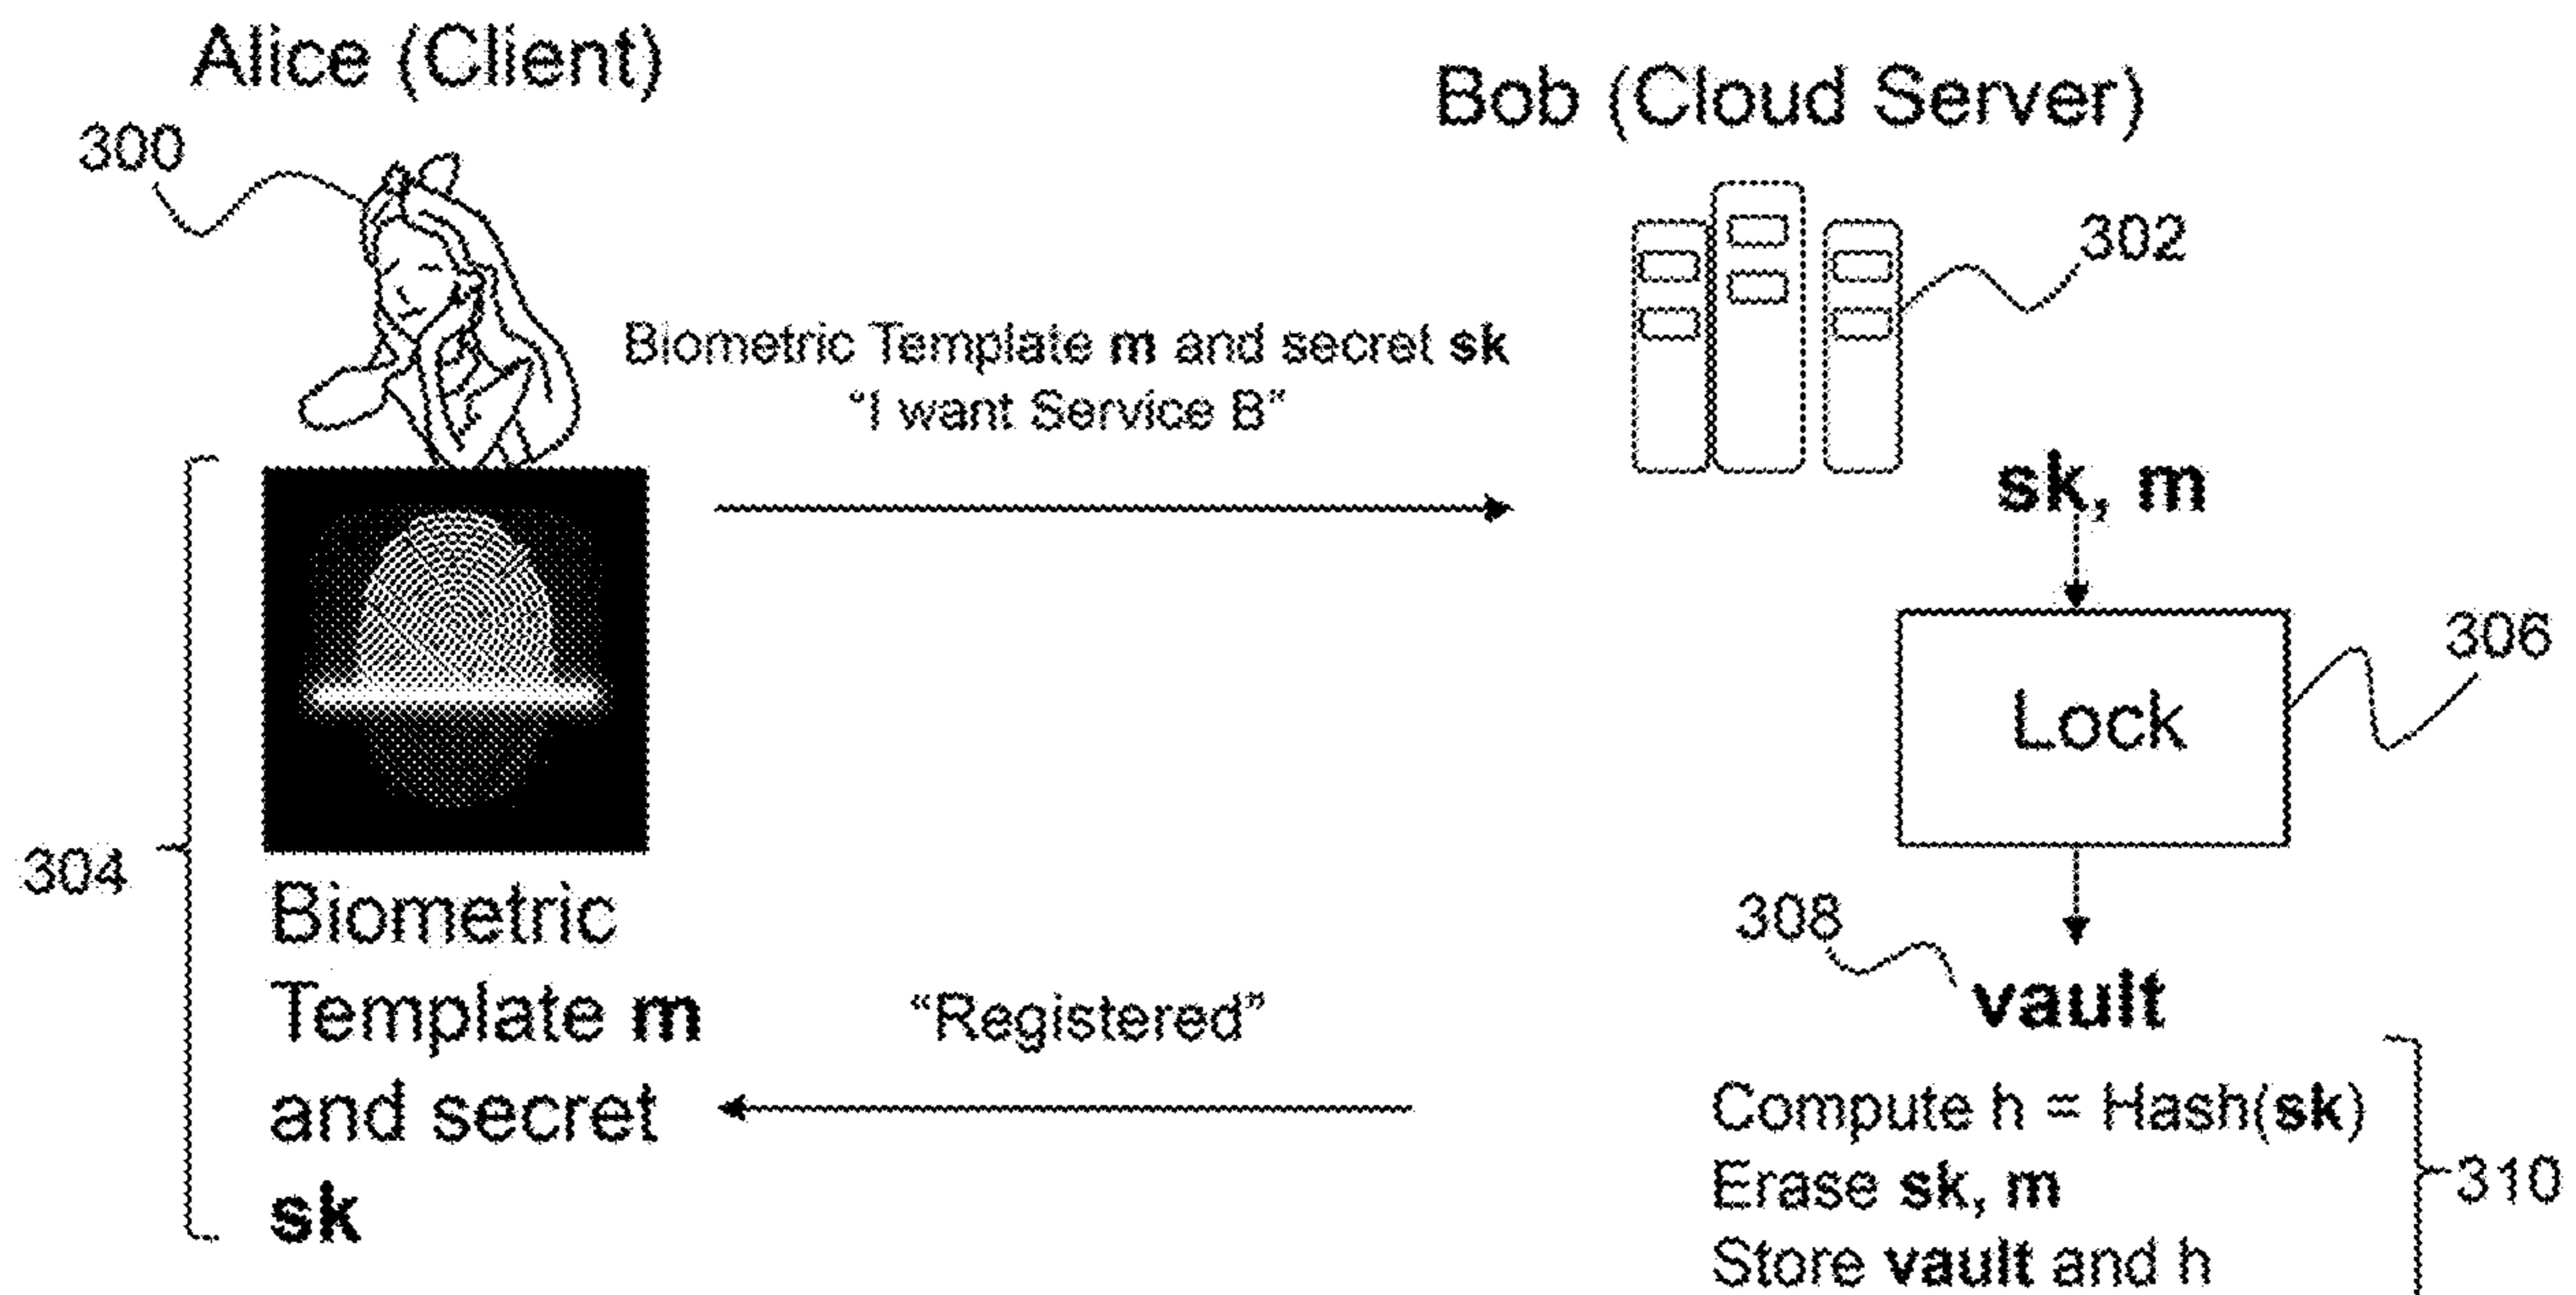 Alice (Client)
300
Bob (Cloud Server)
302
Biometric Template m and secret sk
“I want Service B”
sk, m
306
Lock
304
308
vault
Biometric
Template m
and secret
sk
“Registered”
Compute h = Hash(sk)
Erase sk, m
Store vault and h
310